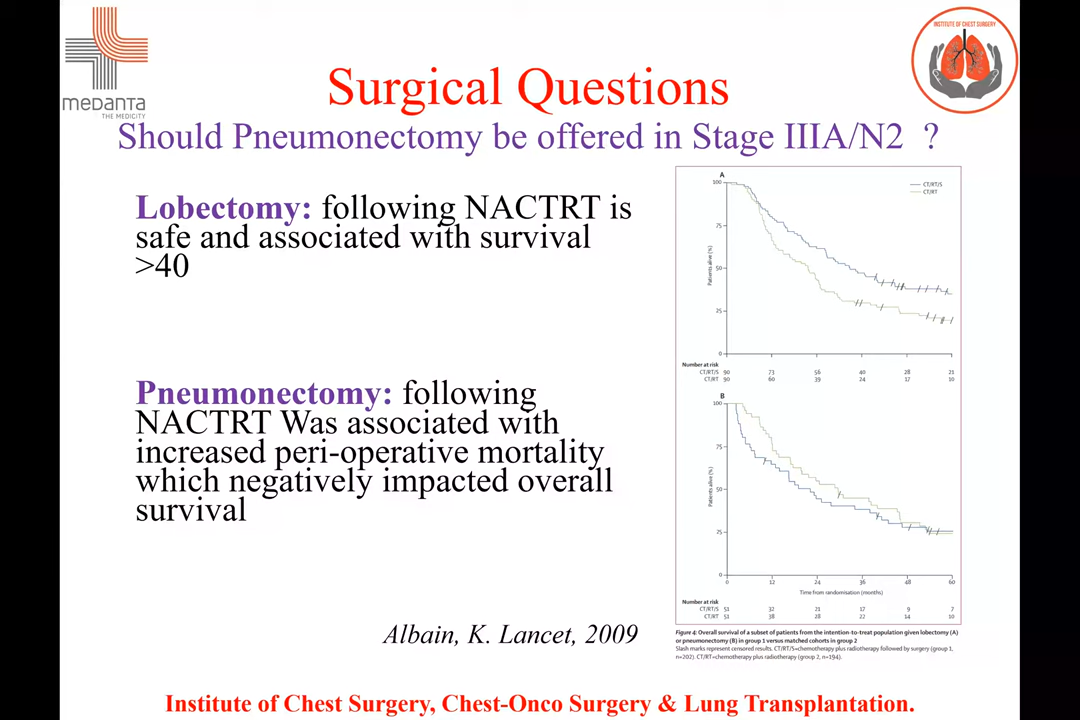 medanta
THE MEDICITY
INSTITUTE OF CHEST SURGERY
Surgical Questions
Should Pneumonectomy be offered in Stage IIIA/N2 ?
Lobectomy: following NACTRT is
safe and associated with survival
>40
Pneumonectomy: following
NACTRT Was associated with
increased peri-operative mortality
which negatively impacted overall
survival
Albain, K. Lancet, 2009
A
CT/RT/S
CT/RT
100
75
50
25
0
Patients alive (%)
Number at risk
CT/RT/S 90 73 56 40 28 21
CT/RT 90 60 39 24 17 10
B
100
75
50
75
0
Patients alive (%)
0 12 24 36 48 60
Time from randomisation (months)
Number at risk
CT/RT/S 51 32 21 17 9 7
CT/RT 51 38 28 22 14 10
Figure 4: Overall survival of a subset of patients from the intention-to-treat population given lobectomy (A)
or pneumonectomy (B) in group 1 versus matched cohorts in group 2
Slash marks represent censored results. CT/RT/S=chemotherapy plus radiotherapy followed by surgery (group 1,
n=202). CT/RT=chemotherapy plus radiotherapy (group 2, n=194).
Institute of Chest Surgery, Chest-Onco Surgery & Lung Transplantation.